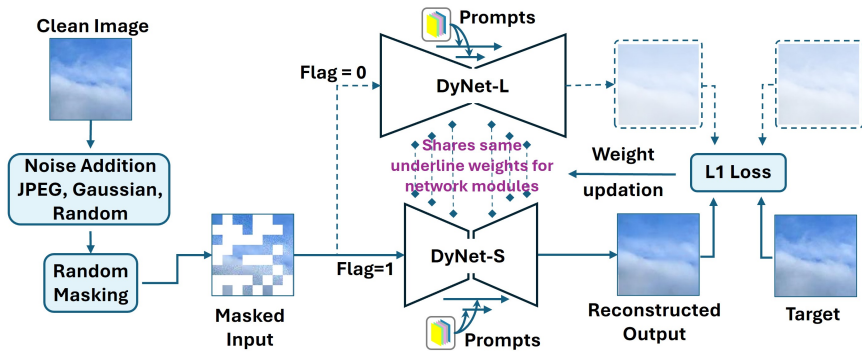 Clean Image
Noise Addition
JPEG, Gaussian,
Random
Random
Masking
Masked
Input
Flag = 0
Flag=1
Prompts
DyNet-L
Shares same
underline weights for
network modules
DyNet-S
Prompts
Weight
updation
L1 Loss
Reconstructed
Output
Target